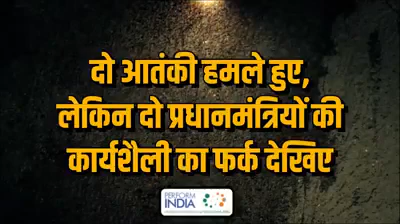 दो आतंकी हमले हुए,
लेकिन दो प्रधानमंत्रियों की
कार्यशैली का फर्क देखिए
PERFORM
INDIA